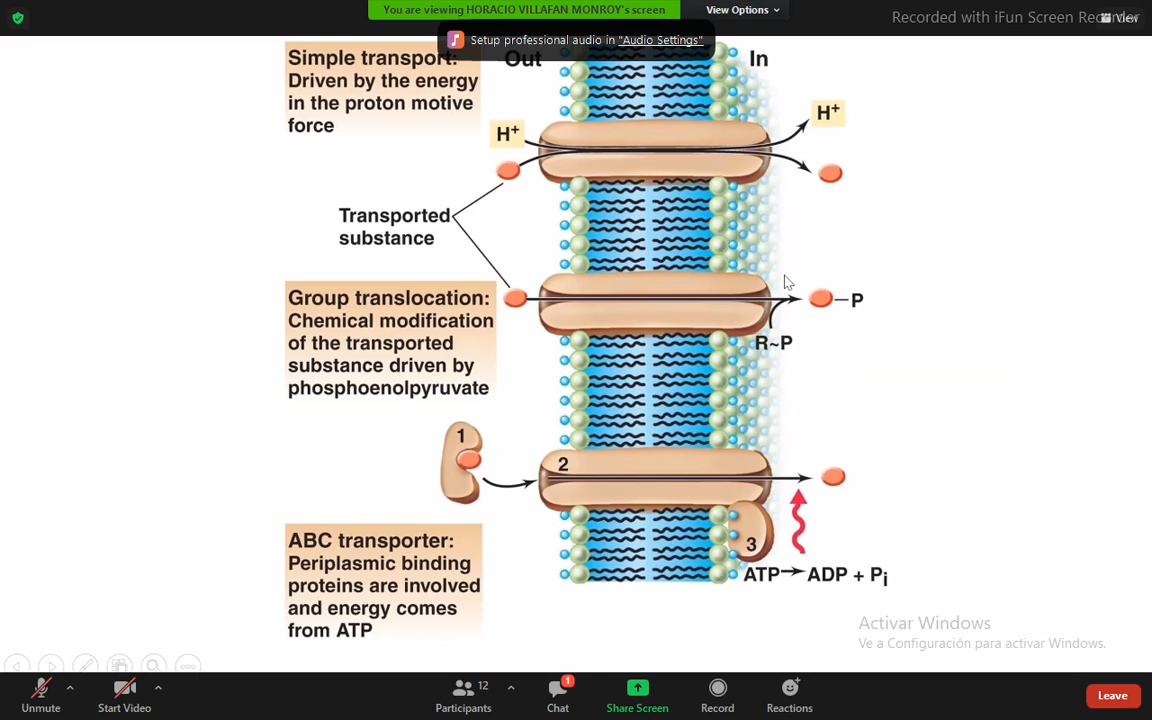 You are viewing HORACIO VILLAFAN MONROY's screen
View Options
Recorded with iFun Screen Recorder
View
Setup professional audio in "Audio Settings"
Simple transport:
Driven by the energy
in the proton motive
force
Out
In
H+
H+
Transported
substance
Group translocation:
Chemical modification
of the transported
substance driven by
phosphoenolpyruvate
P
R~P
1
2
3
ATP→ADP + Pi
ABC transporter:
Periplasmic binding
proteins are involved
and energy comes
from ATP
Activar Windows
Ve a Configuración para activar Windows.
Unmute
Start Video
Participants
12
Chat
1
Share Screen
Record
Reactions
Leave